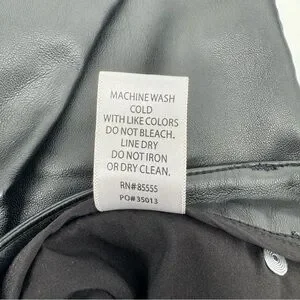 MACHINE WASH
COLD
WITH LIKE COLORS
DO NOT BLEACH.
LINE DRY
DO NOT IRON
OR DRY CLEAN.
RN#85555
PO#35013